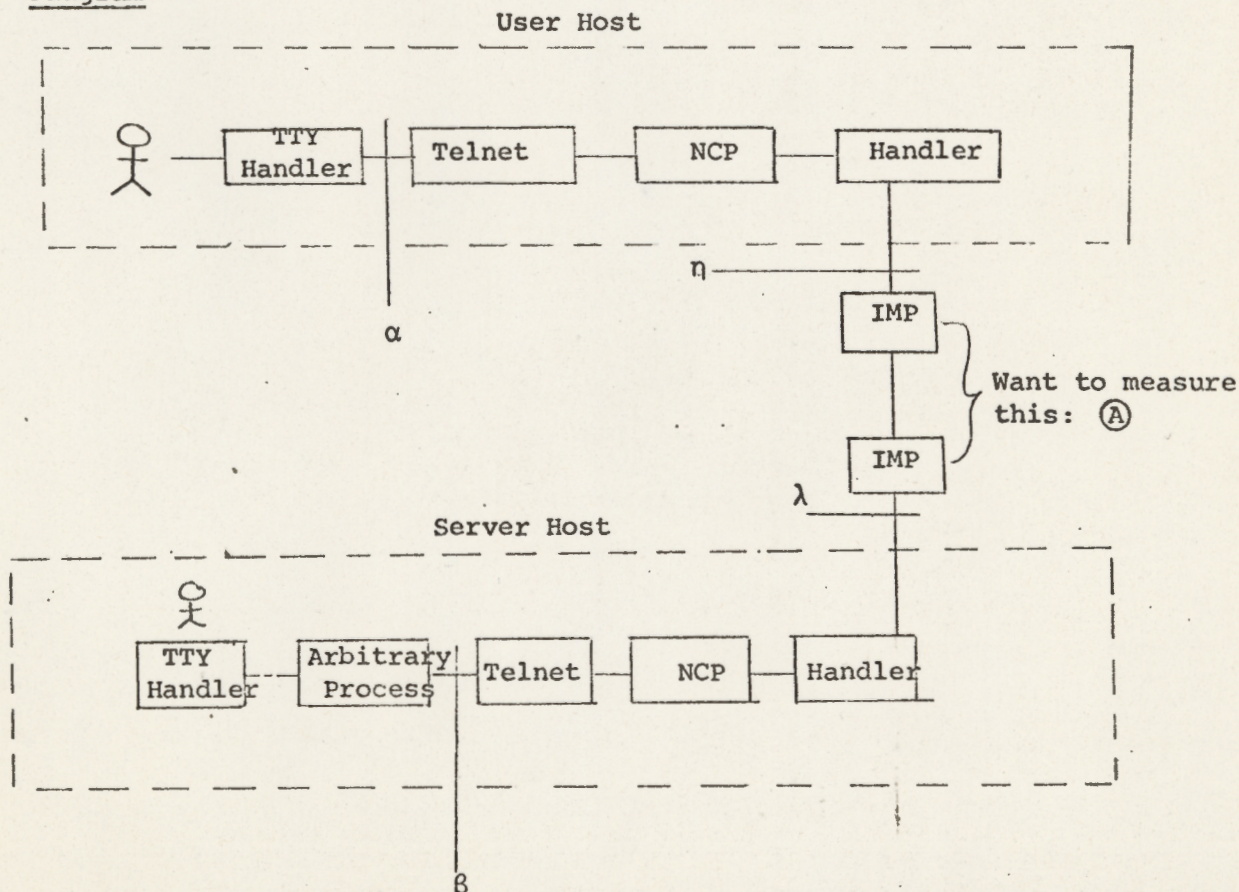 User Host
TTY
Handler
Telnet
NCP
Handler
α
η
IMP
Want to measure
this: Ⓐ
IMP
λ
Server Host
TTY
Handler
Arbitrary
Process
Telnet
NCP
Handler
β